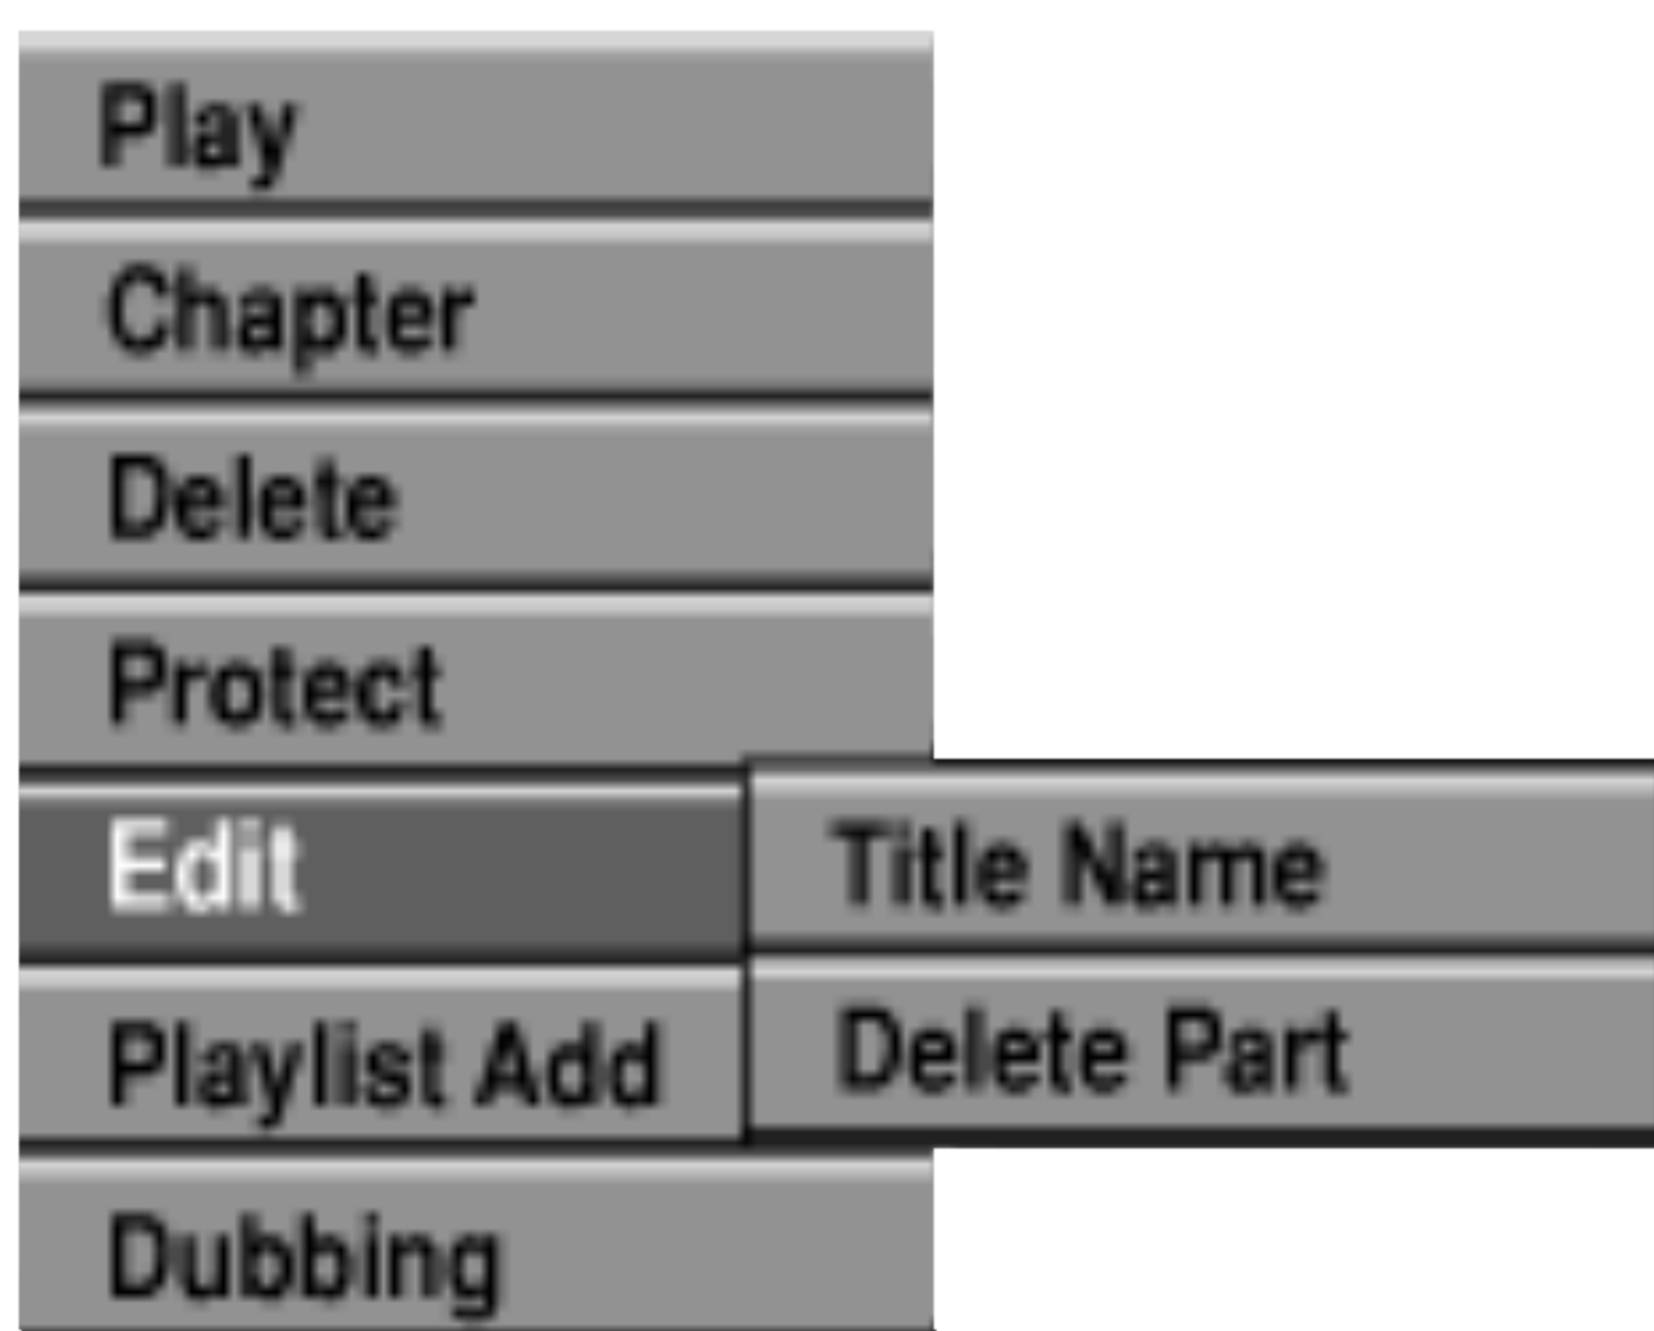 Play
Chapter
Delete
Protect
Edit
Title Name
Playlist Add
Delete Part
Dubbing